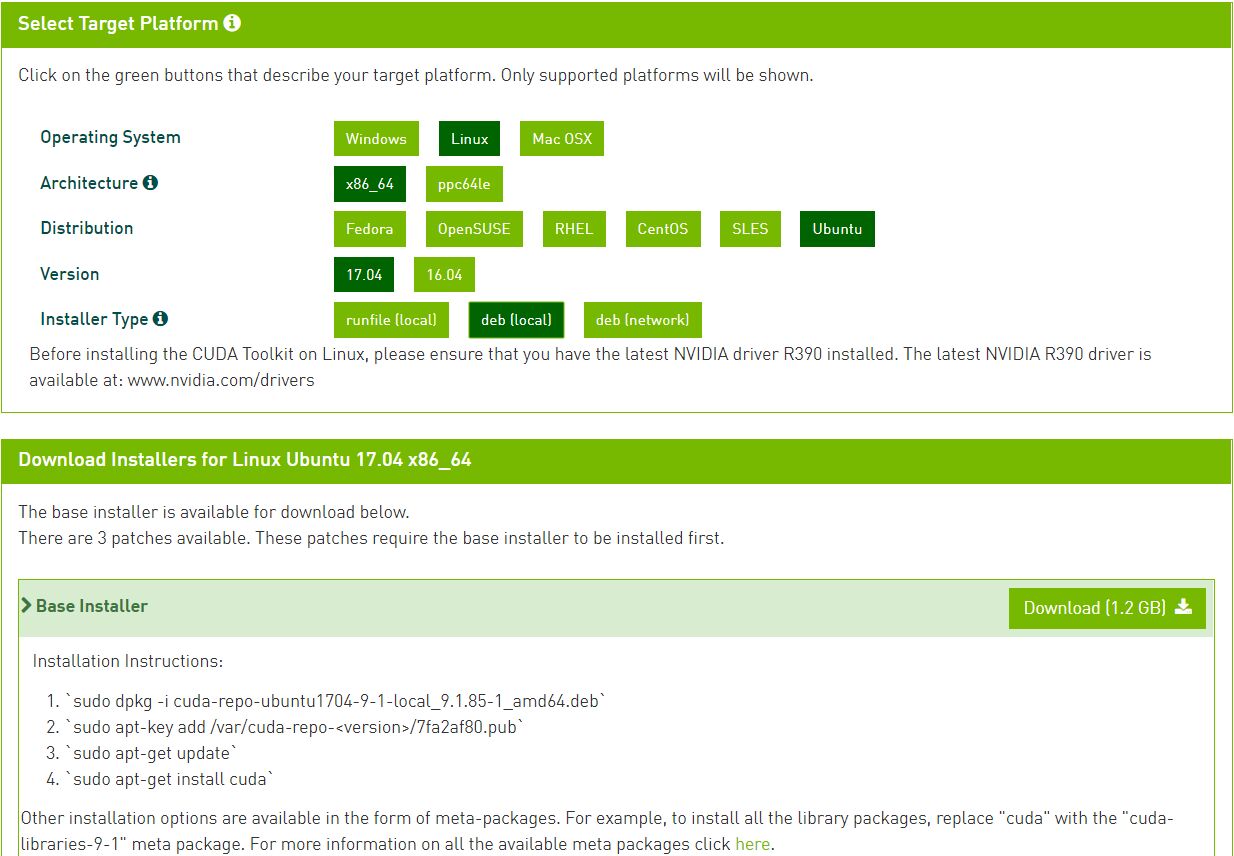 Select Target Platform
Click on the green buttons that describe your target platform. Only supported platforms will be shown.
Operating System Windows Linux Mac OSX
Architecture x86_64 ppc64le
Distribution Fedora OpenSUSE RHEL CentOS SLES Ubuntu
Version 17.04 16.04
Installer Type runfile (local) deb (local) deb (network)
Before installing the CUDA Toolkit on Linux, please ensure that you have the latest NVIDIA driver R390 installed. The latest NVIDIA R390 driver is
available at: www.nvidia.com/drivers
Download Installers for Linux Ubuntu 17.04 x86_64
The base installer is available for download below.
There are 3 patches available. These patches require the base installer to be installed first.
Base Installer Download (1.2 GB)
Installation Instructions:
1. `sudo dpkg -i cuda-repo-ubuntu1704-9-1-local_9.1.85-1_amd64.deb`
2. `sudo apt-key add /var/cuda-repo-<version>/7fa2af80.pub`
3. `sudo apt-get update`
4. `sudo apt-get install cuda`
Other installation options are available in the form of meta-packages. For example, to install all the library packages, replace "cuda" with the "cuda-
libraries-9-1" meta package. For more information on all the available meta packages click here.